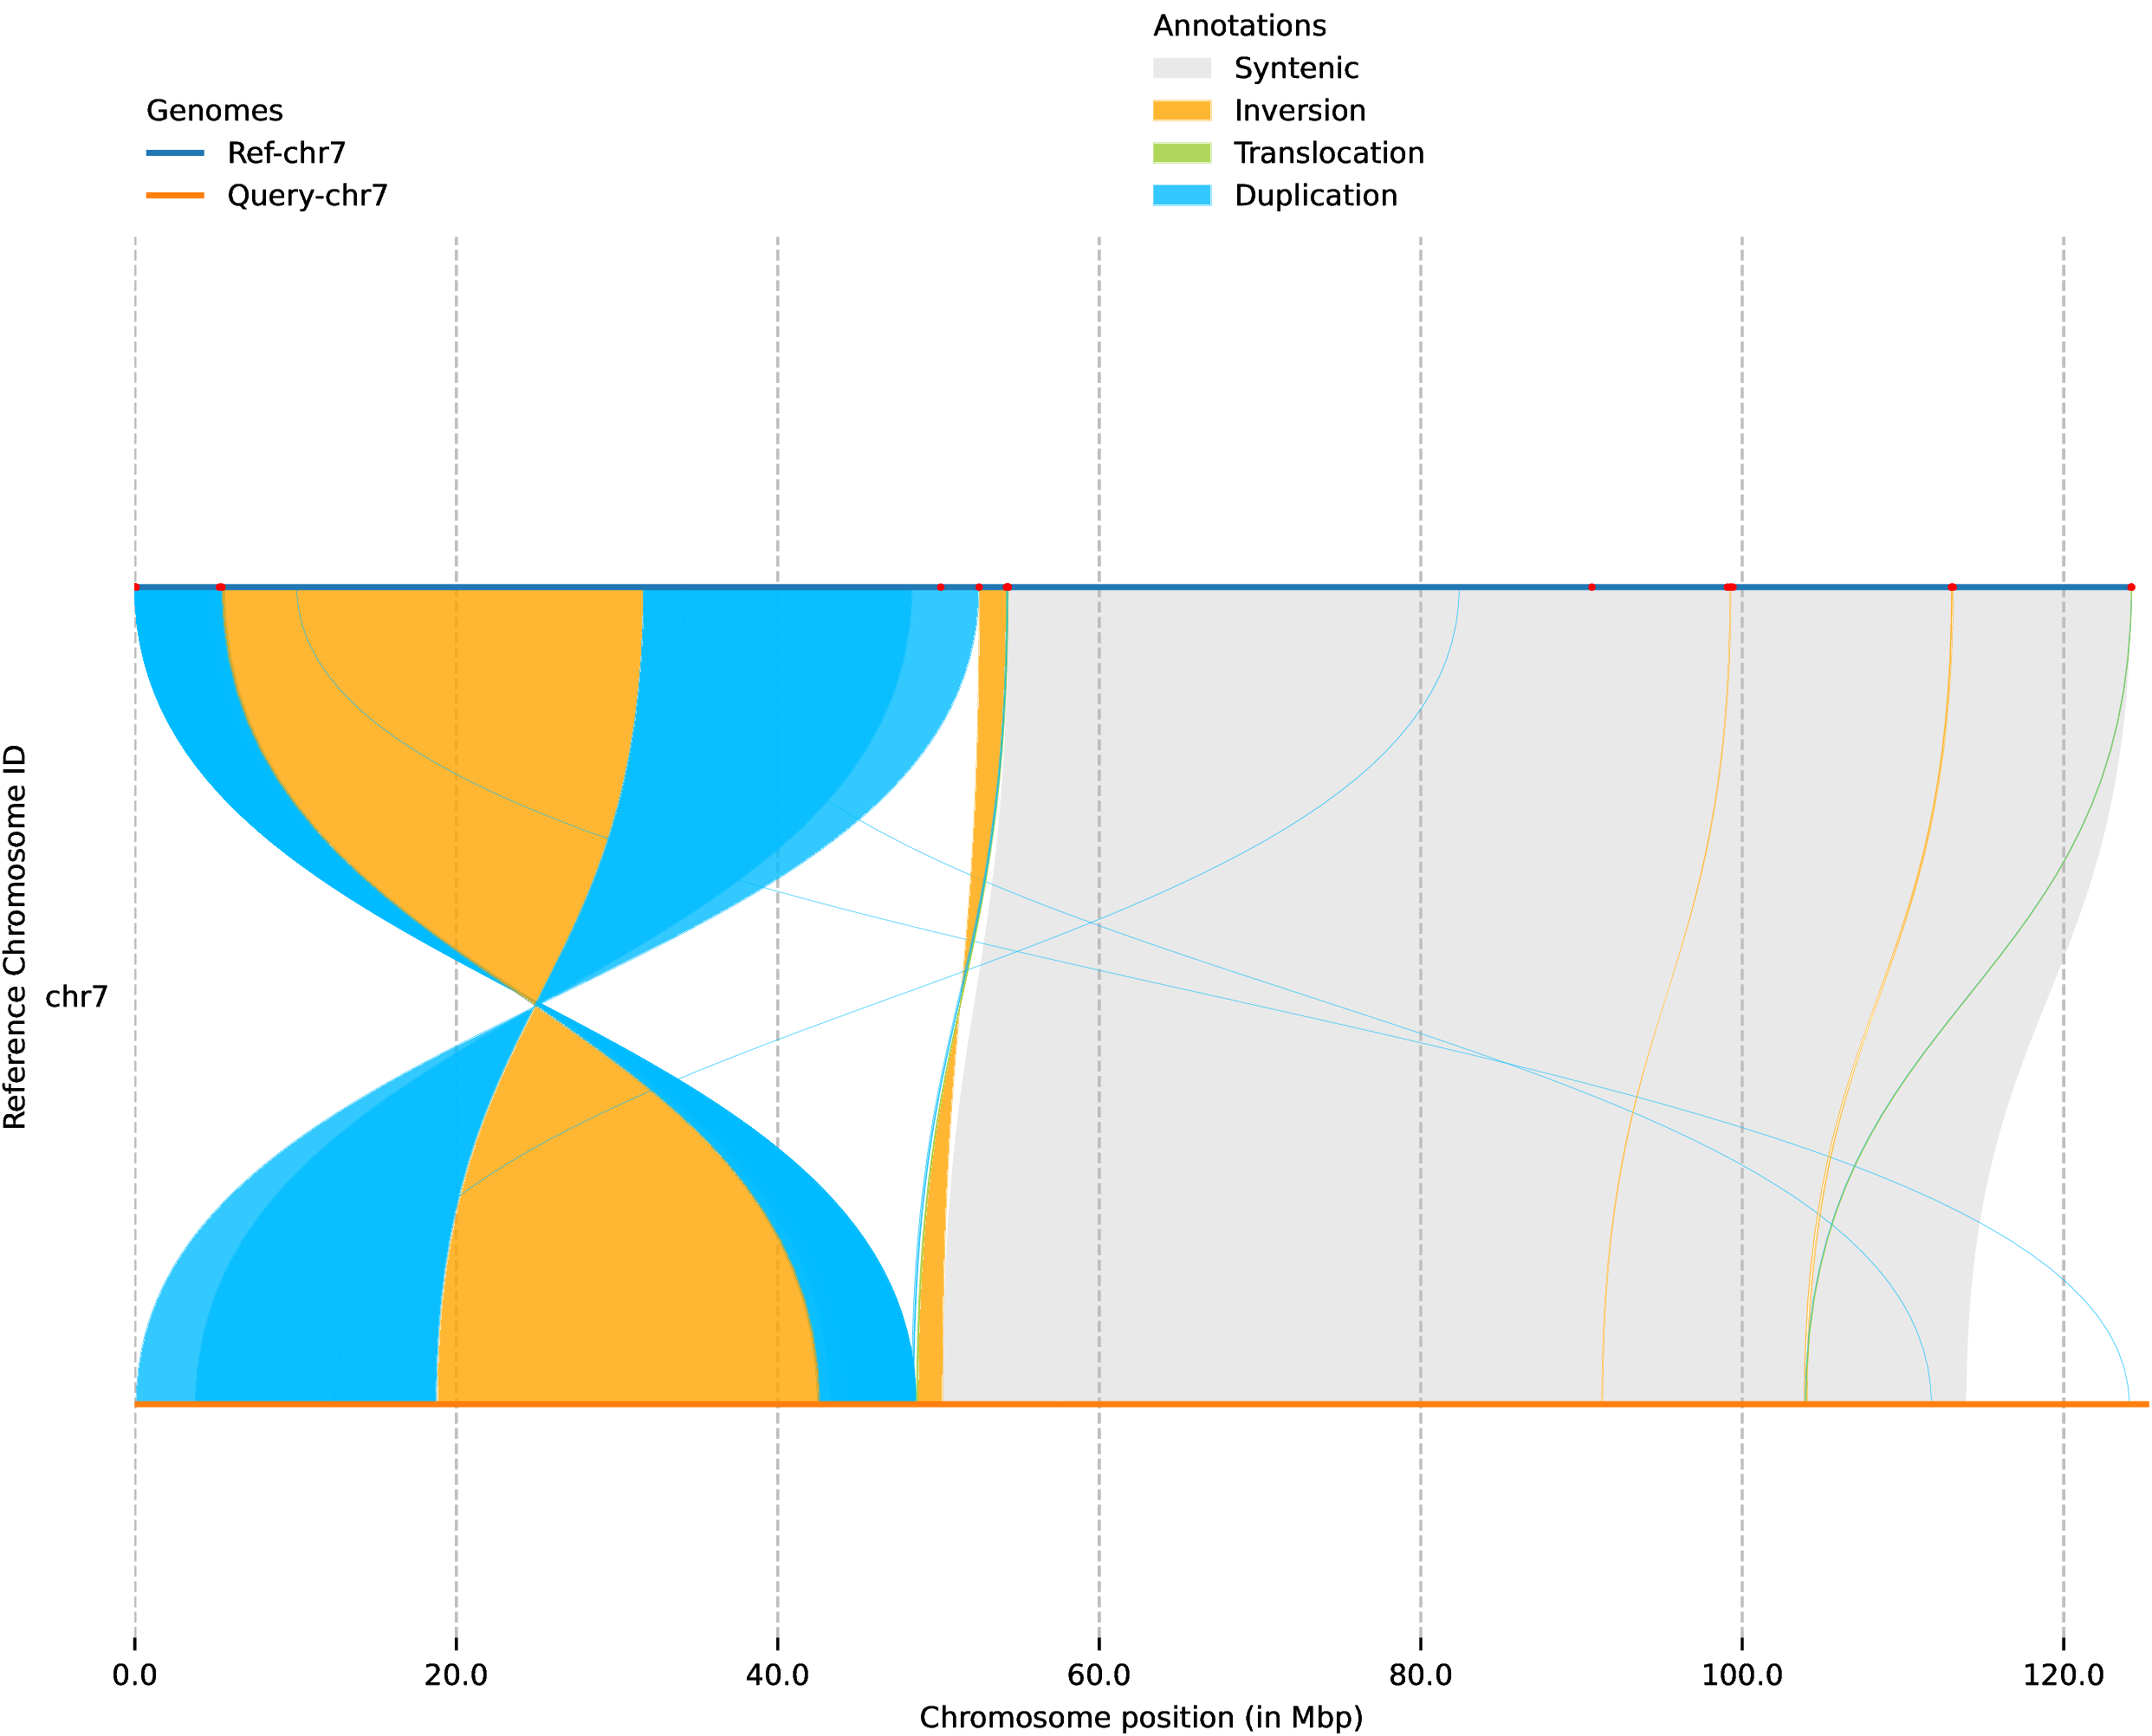 Annotations
Syntenic
Inversion
Translocation
Duplication
Genomes
Ref-chr7
Query-chr7
Reference Chromosome ID
chr7
0.0 20.0 40.0 60.0 80.0 100.0 120.0
Chromosome position (in Mbp)